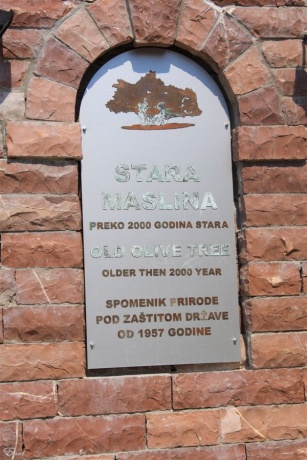 STARA
MASLINA
PREKO 2000 GODINA STARA
OLD OLIVE TREE
OLDER THEN 2000 YEAR
SPOMENIK PRIRODE
POD ZAŠTITOM DRŽAVE
OD 1957 GODINE